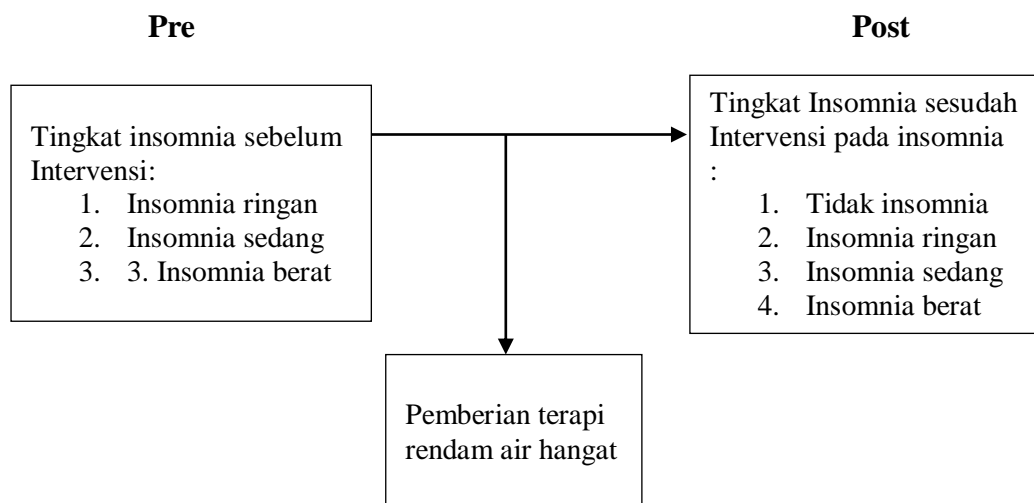 Pre
Post
Tingkat insomnia sebelum
Intervensi:
1. Insomnia ringan
2. Insomnia sedang
3. 3. Insomnia berat
Tingkat Insomnia sesudah
Intervensi pada insomnia
:
1. Tidak insomnia
2. Insomnia ringan
3. Insomnia sedang
4. Insomnia berat
Pemberian terapi
rendam air hangat